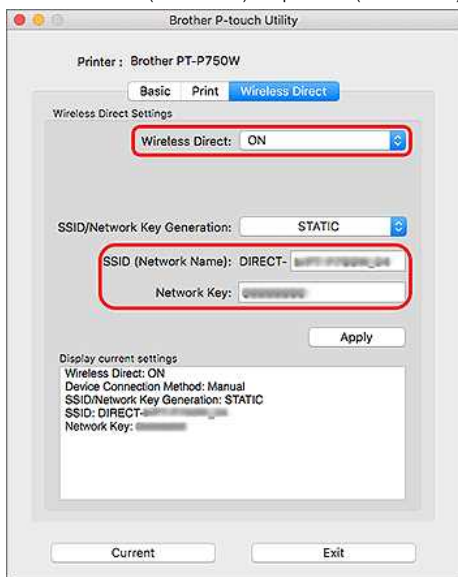 Brother P-touch Utility
Printer : Brother PT-P750W
Basic Print Wireless Direct
Wireless Direct Settings
Wireless Direct: ON
SSID/Network Key Generation: STATIC
SSID (Network Name): DIRECT-
Network Key:
Apply
Display current settings
Wireless Direct: ON
Device Connection Method: Manual
SSID/Network Key Generation: STATIC
SSID: DIRECT-
Network Key:
Current Exit